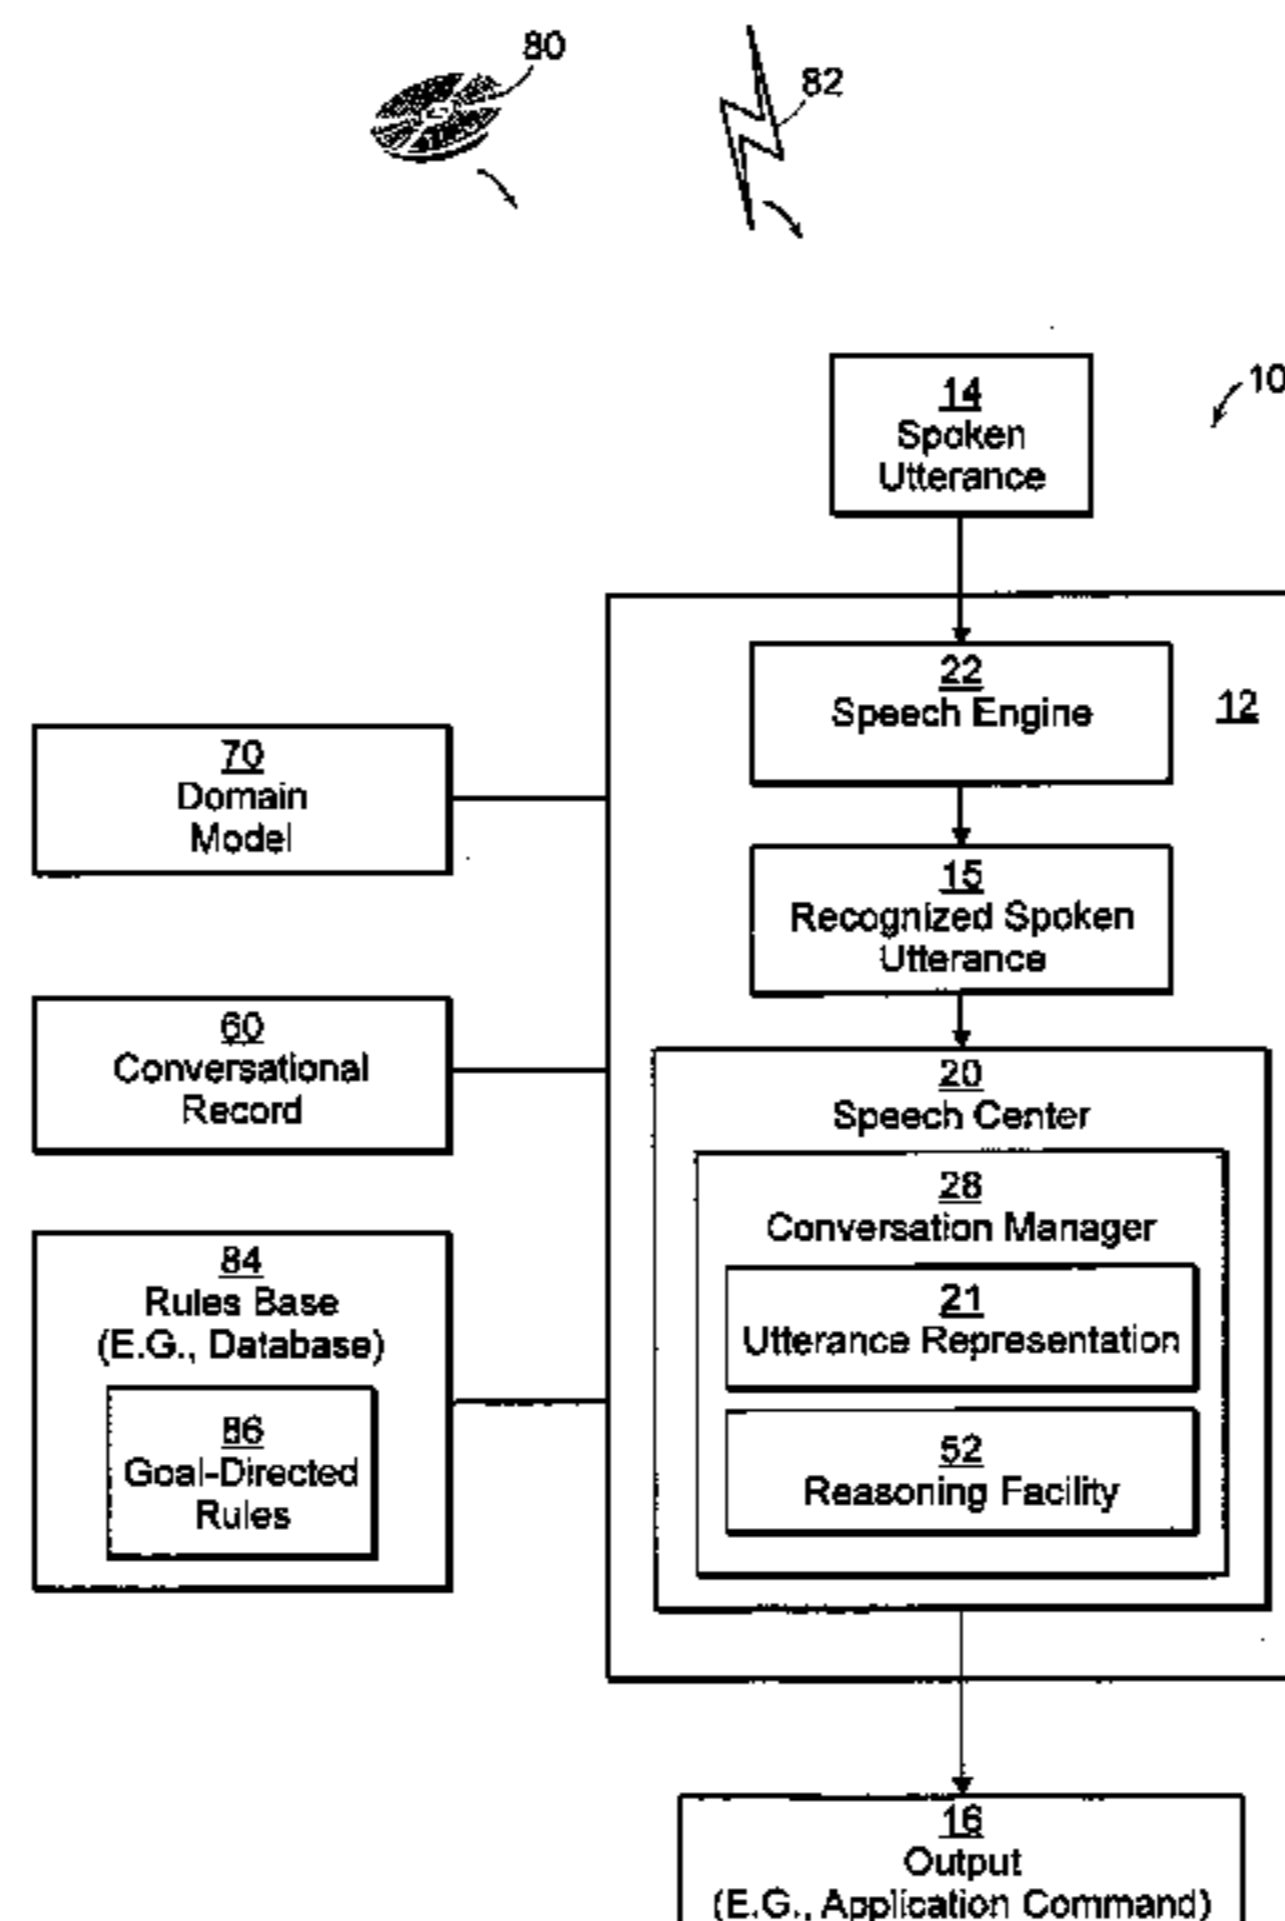 80
82
10
14
Spoken
Utterance
22
Speech Engine
12
70
Domain
Model
15
Recognized Spoken
Utterance
60
Conversational
Record
20
Speech Center
28
Conversation Manager
84
Rules Base
(E.G., Database)
21
Utterance Representation
86
Goal-Directed
Rules
52
Reasoning Facility
16
Output
(E.G., Application Command)